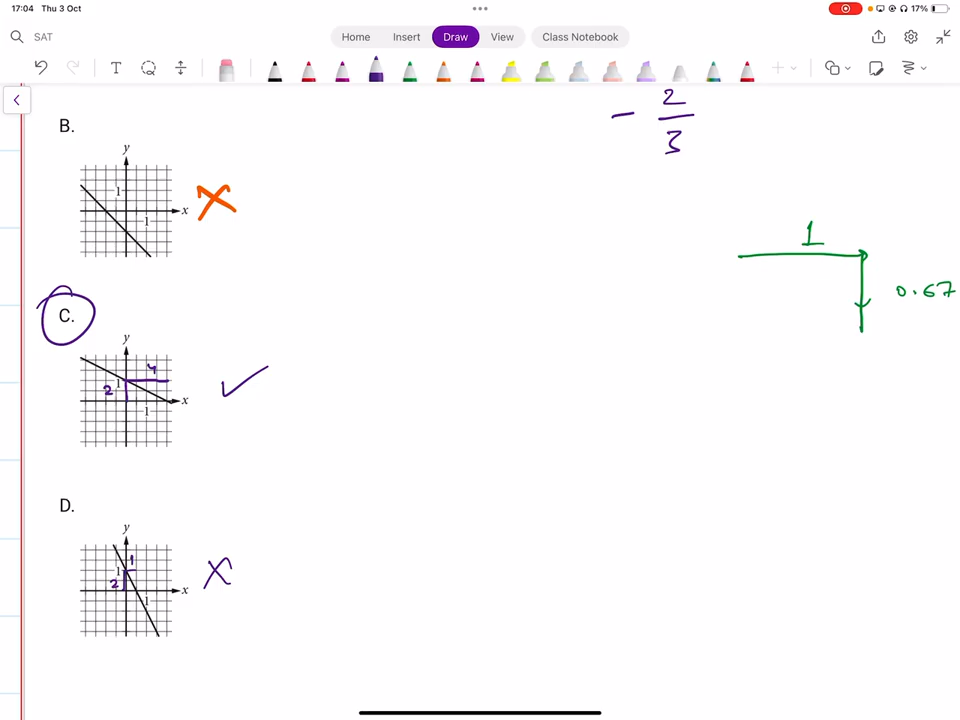 17:04 Thu 3 Oct
17%
SAT
Home Insert Draw View Class Notebook
T
- 2
3
B.
y
1
x
1
1
0.67
C.
y
4
1
2
x
1
D.
y
1
1
2
x
1